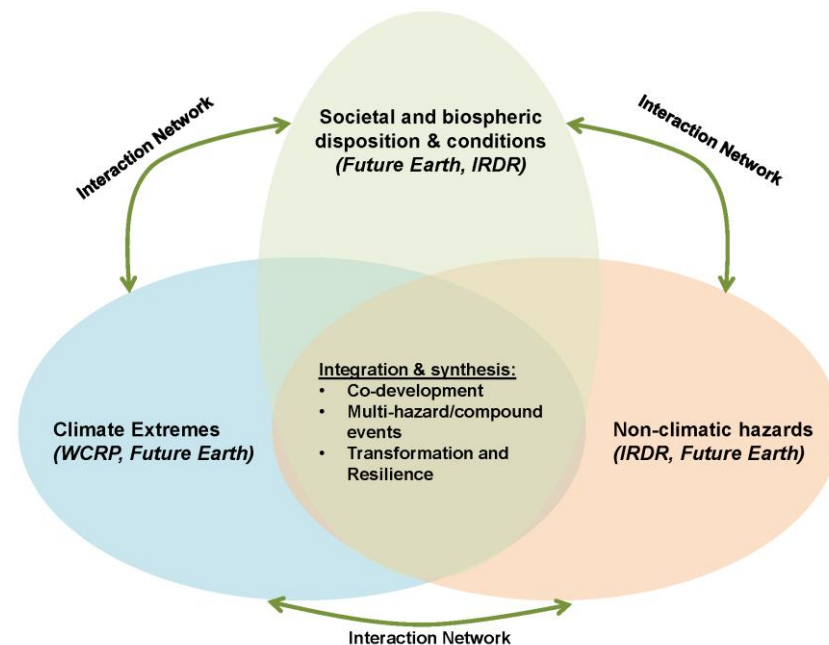 Interaction Network
Interaction Network
Societal and biospheric
disposition & conditions
(Future Earth, IRDR)
Integration & synthesis:
• Co-development
• Multi-hazard/compound
events
• Transformation and
Resilience
Climate Extremes
(WCRP, Future Earth)
Non-climatic hazards
(IRDR, Future Earth)
Interaction Network